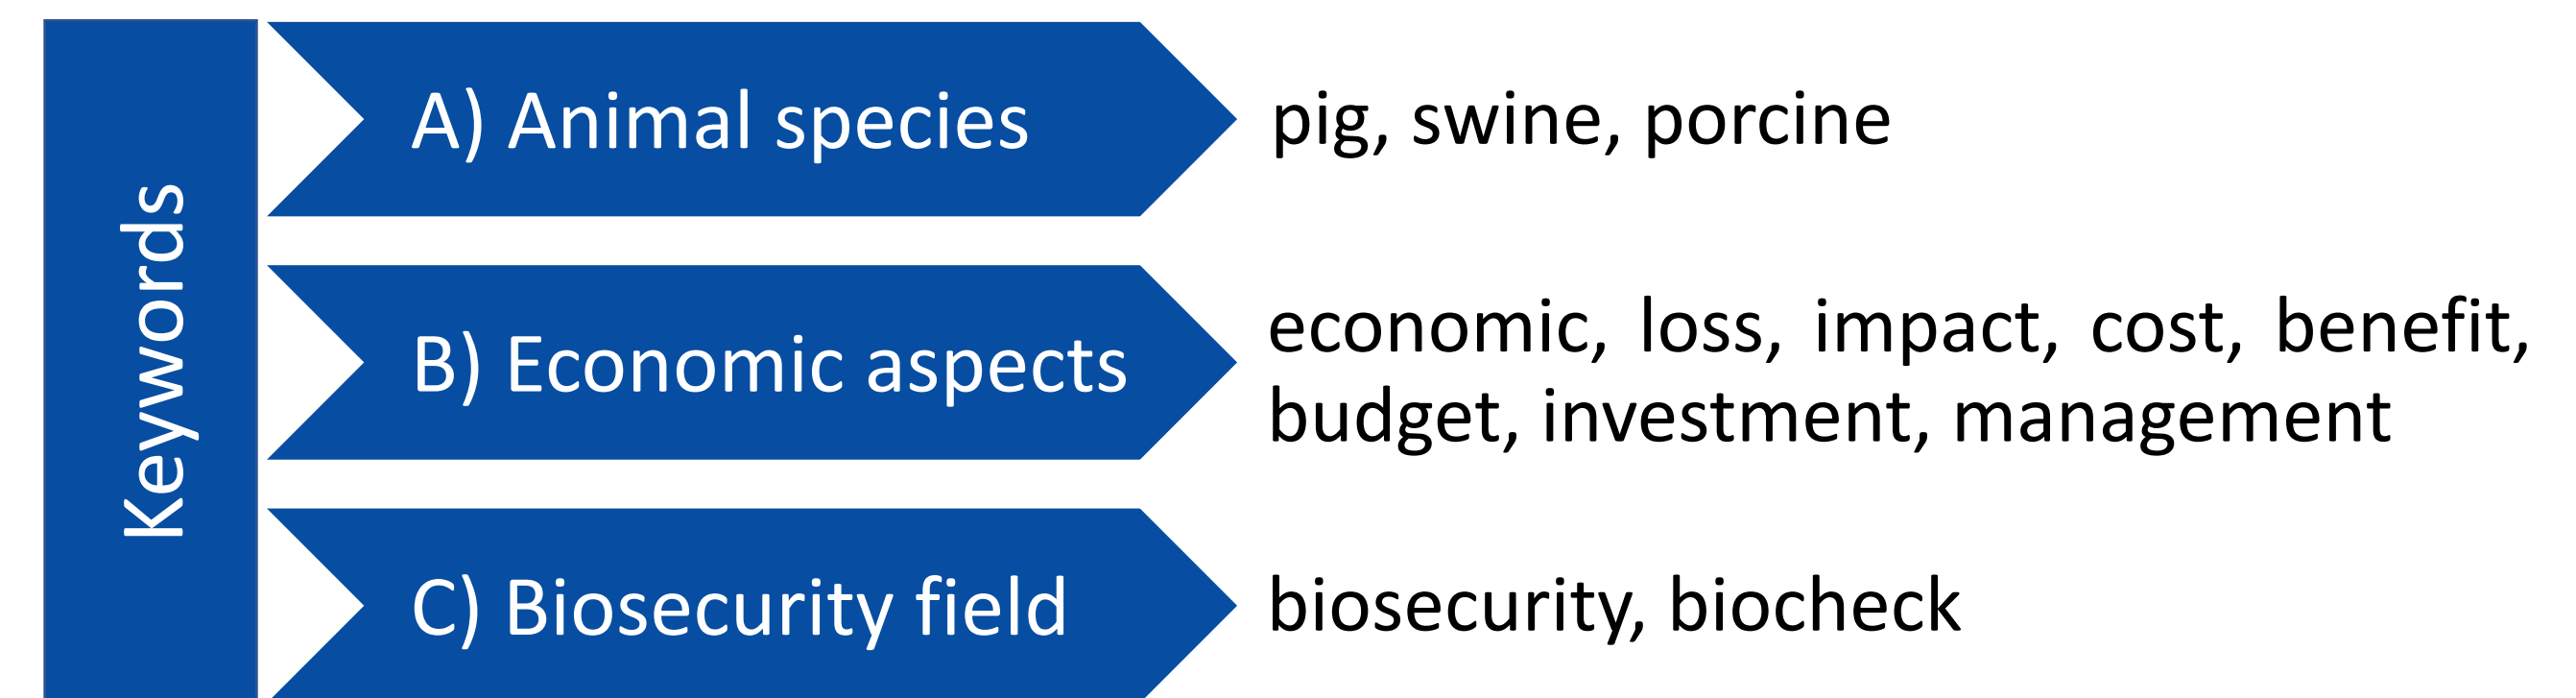 Keywords
A) Animal species
pig, swine, porcine
B) Economic aspects
economic, loss, impact, cost, benefit,
budget, investment, management
C) Biosecurity field
biosecurity, biocheck